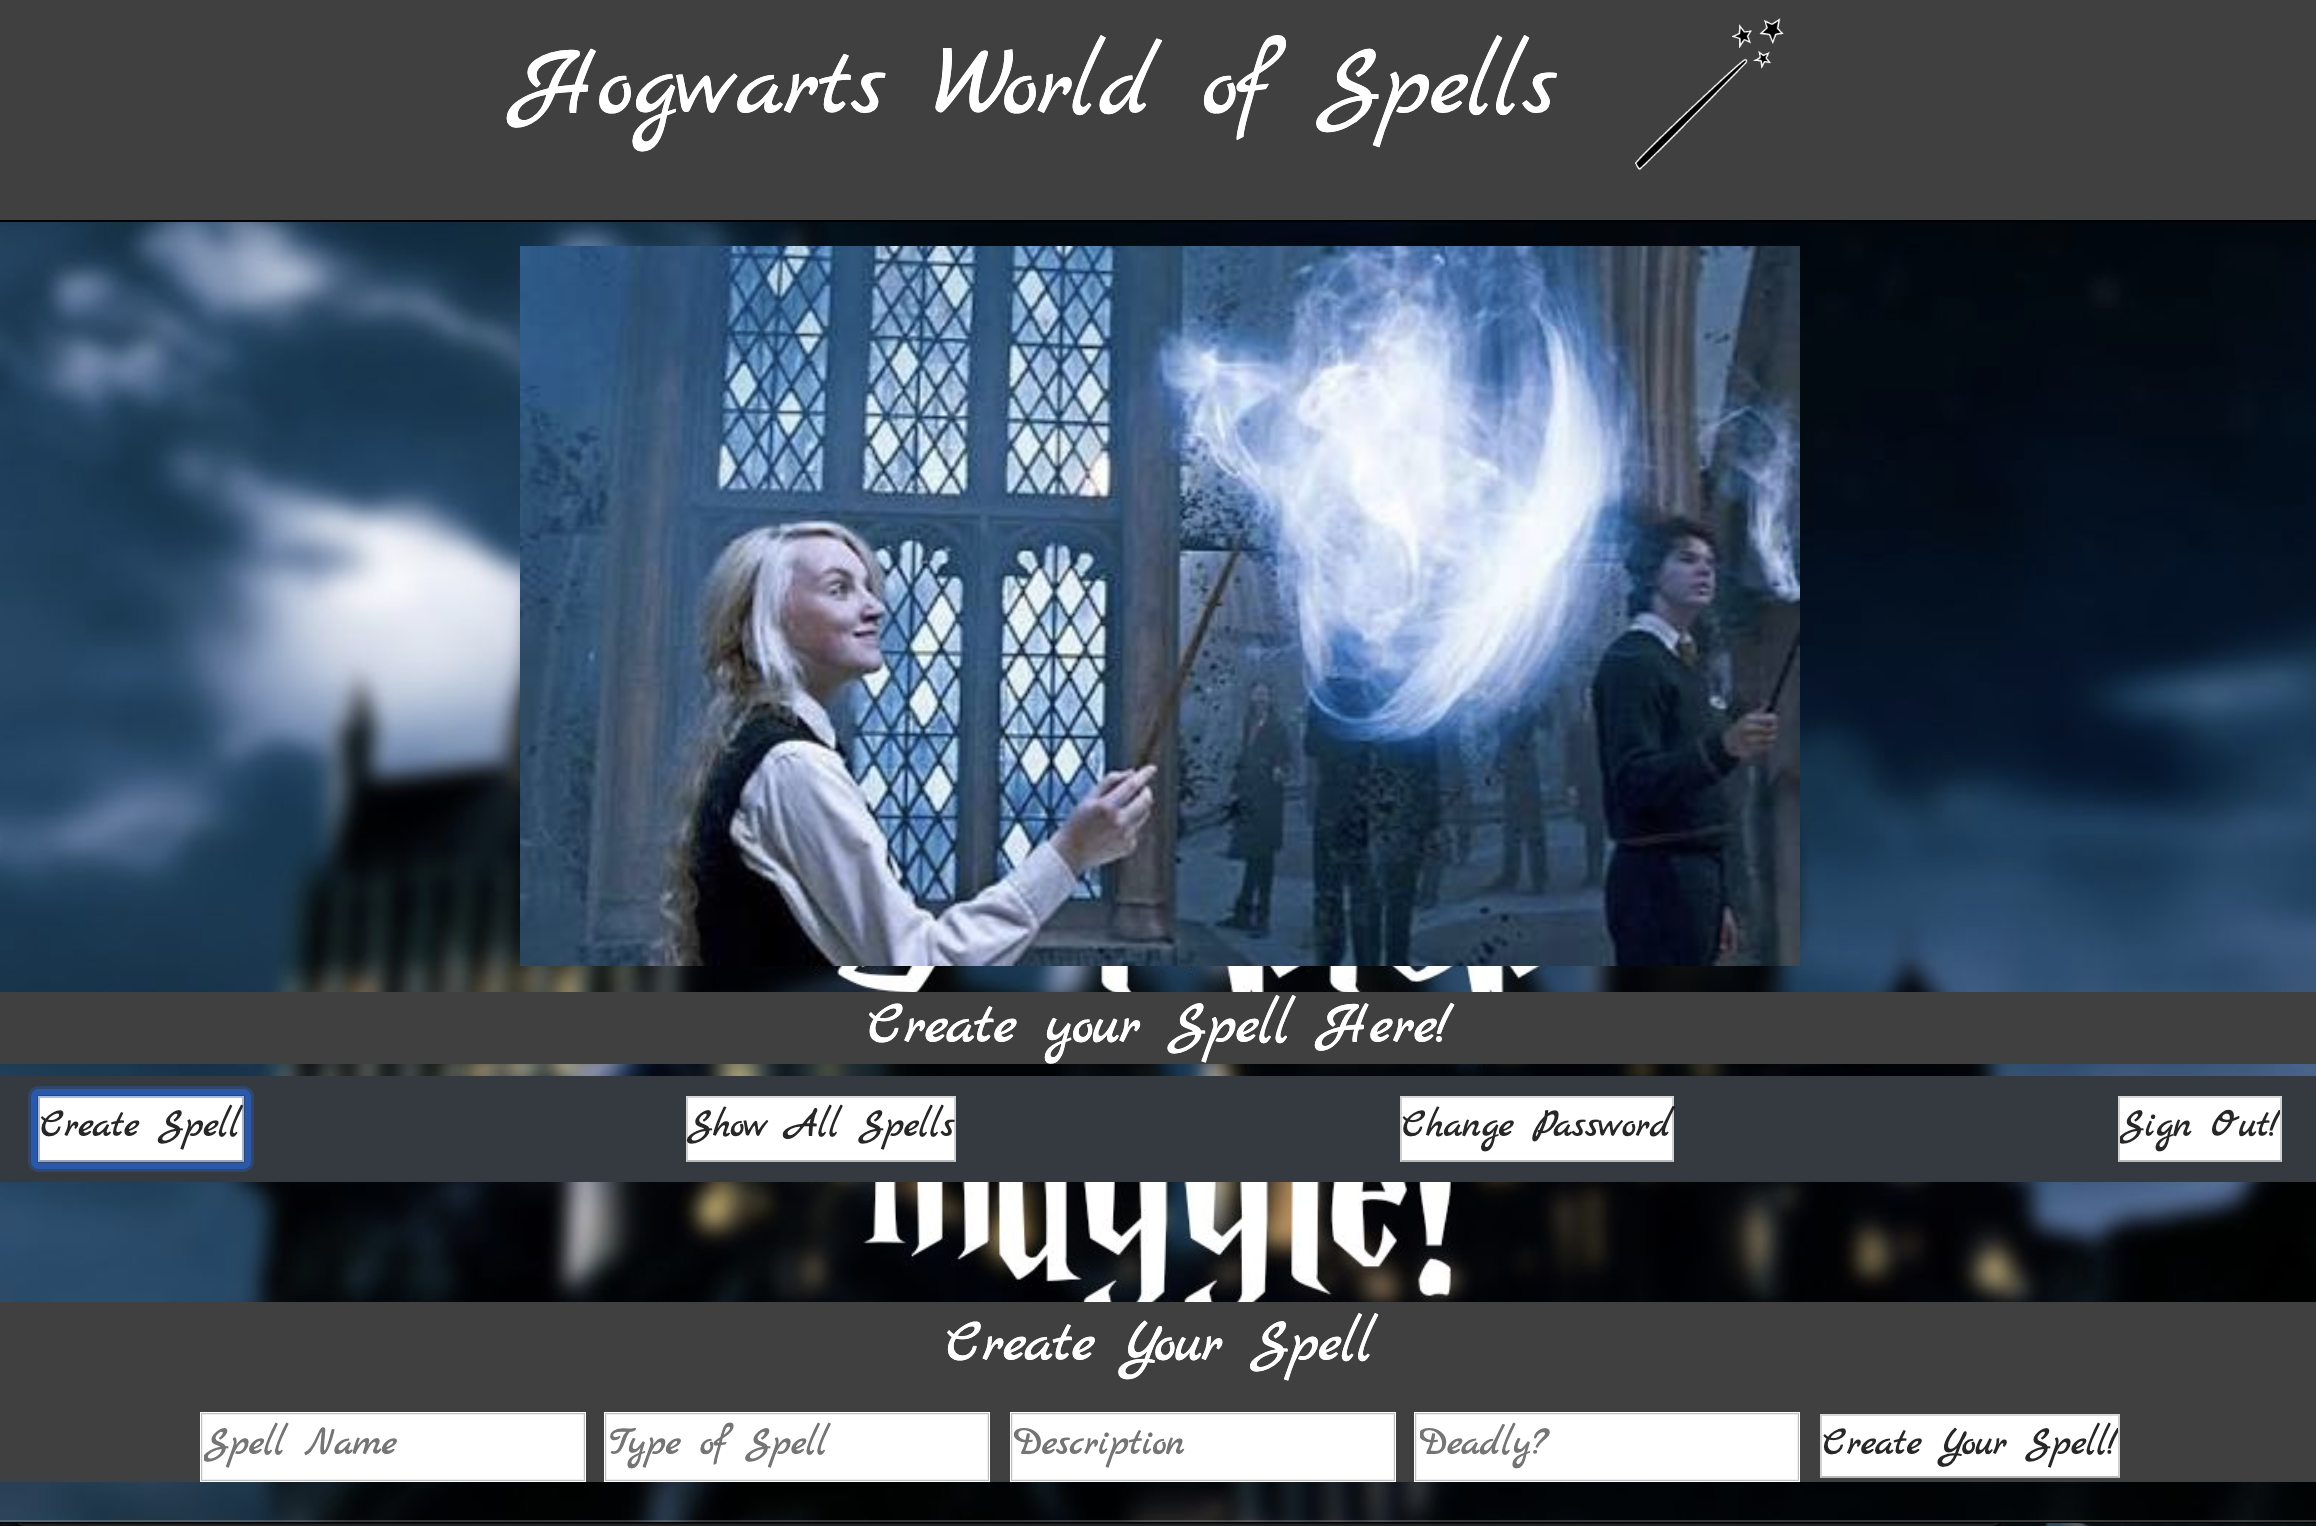 Hogwarts World of Spells
Create your Spell Here!
Create Spell
Show All Spells
Change Password
Sign Out!
muggle!
Create Your Spell
Spell Name
Type of Spell
Description
Deadly?
Create Your Spell!